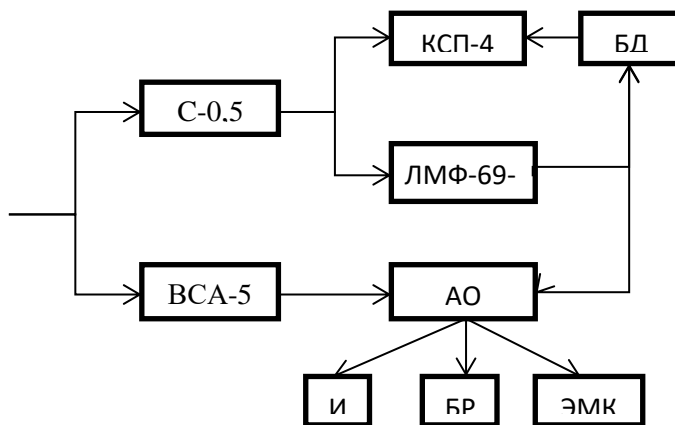 КСП-4
БД
С-0,5
ЛМФ-69-
ВСА-5
АО
И
БР
ЭМК